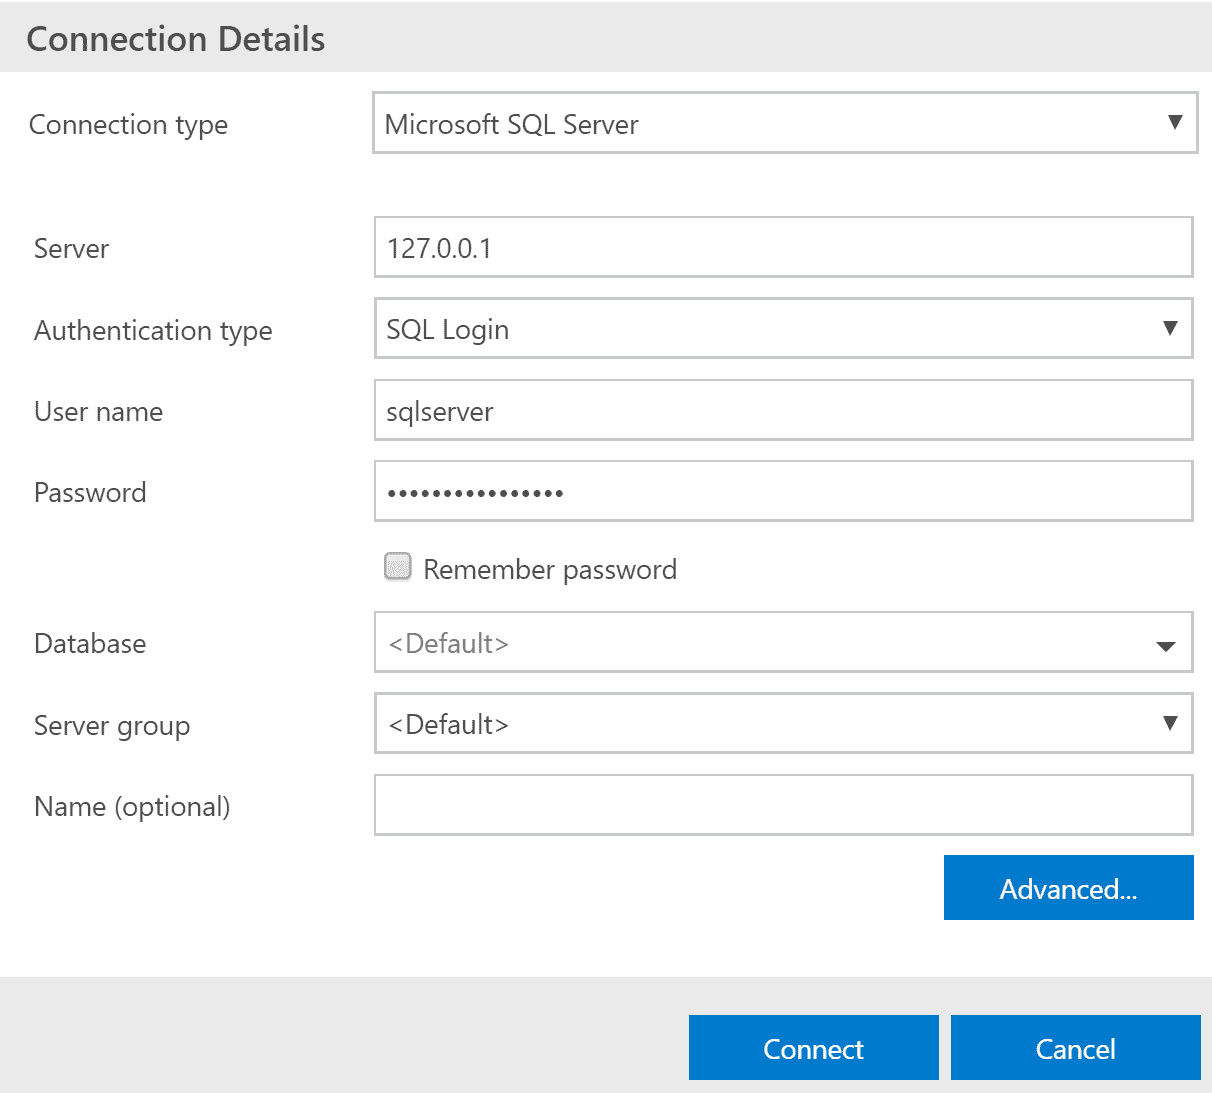 Connection Details
Connection type Microsoft SQL Server ▼
Server 127.0.0.1
Authentication type SQL Login ▼
User name sqlserver
Password ••••••••••••••••
Remember password
Database <Default>
Server group <Default> ▼
Name (optional)
Advanced...
Connect Cancel